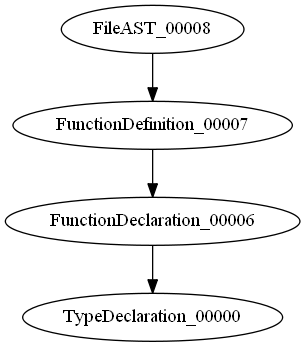 FileAST_00008
FunctionDefinition_00007
FunctionDeclaration_00006
TypeDeclaration_00000